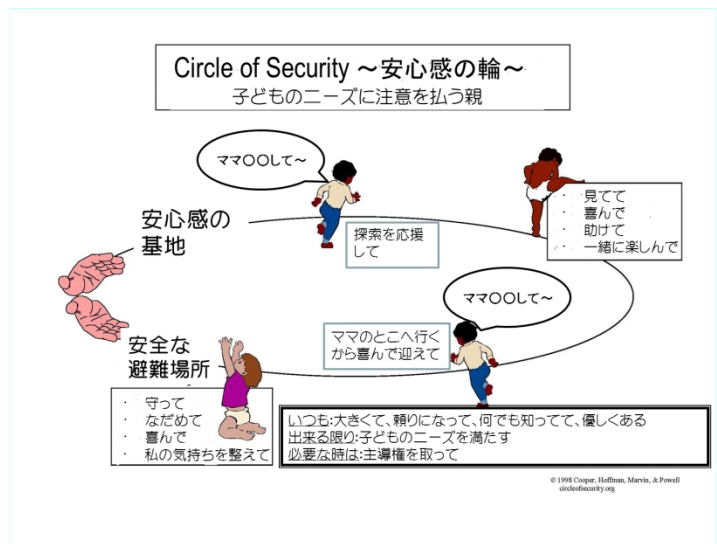 Circle of Security ～安心感の輪～
子どものニーズに注意を払う親
ママ〇〇して～
安心感の
基地
探索を応援
して
・ 見てて
・ 喜んで
・ 助けて
・ 一緒に楽しんで
ママ〇〇して～
ママのとこへ行く
から喜んで迎えて
安全な
避難場所
・ 守って
・ なだめて
・ 喜んで
・ 私の気持ちを整えて
いつも:大きくて、頼りになって、何でも知ってて、優しくある
出来る限り:子どものニーズを満たす
必要な時は:主導権を取って
© 1998 Cooper, Hoffman, Marvin, & Powell
circleofsecurity.org